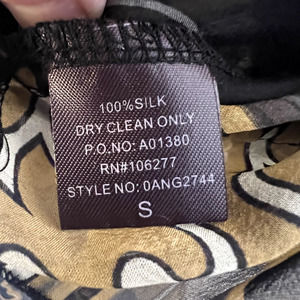 100%SILK
DRY CLEAN ONLY
P.O.NO: A01380
RN#106277
STYLE NO: 0ANG2744
S